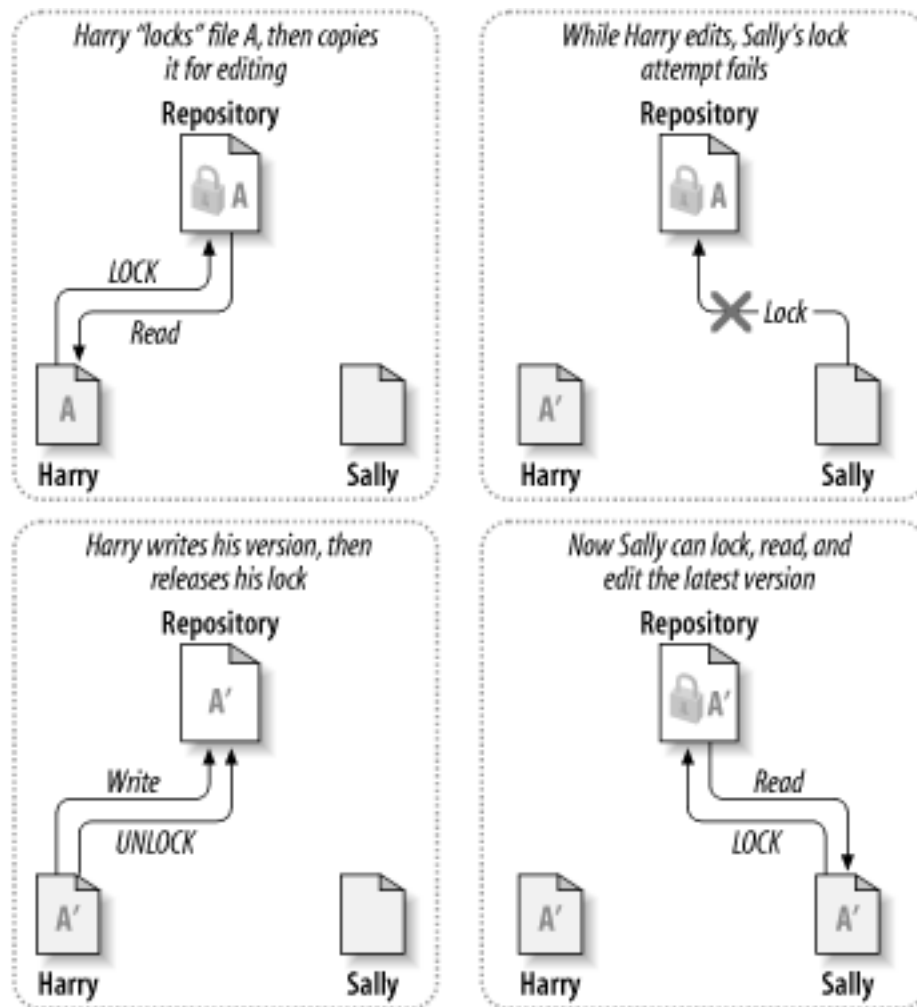 Harry “locks” file A, then copies
it for editing
Repository
A
LOCK
Read
A
Harry
Sally
While Harry edits, Sally’s lock
attempt fails
Repository
A
Lock
A′
Harry
Sally
Harry writes his version, then
releases his lock
Repository
A′
Write
UNLOCK
A′
Harry
Sally
Now Sally can lock, read, and
edit the latest version
Repository
A′
Read
LOCK
A′
A′
Harry
Sally